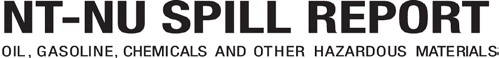 NT-NU SPILL REPORT
OIL, GASOLINE, CHEMICALS AND OTHER HAZARDOUS MATERIALS